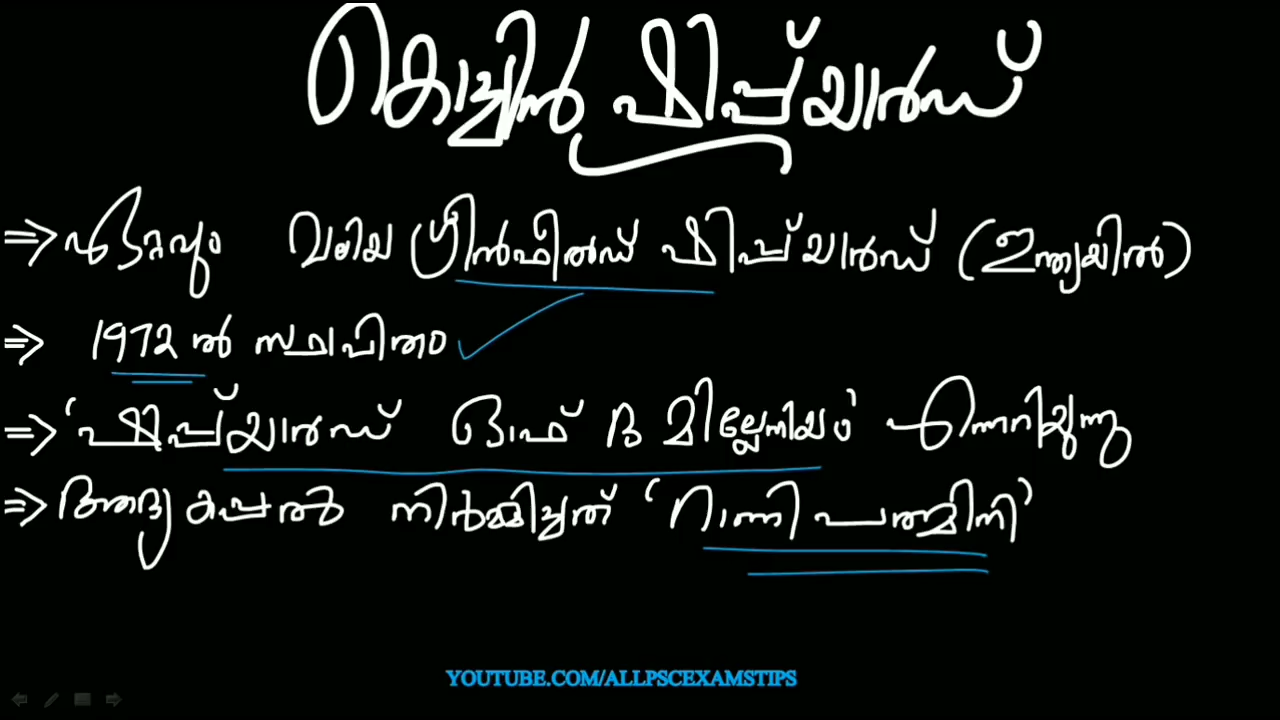 കൊച്ചിൻ ഷിപ്പ്‌യാർഡ്
⇒ ഏറ്റവും വലിയ ഗ്രീൻഫീൽഡ് ഷിപ്പ്‌യാർഡ് (ഇന്ത്യയിൽ)
⇒ 1972 ൽ സ്ഥാപിതം
⇒ 'ഷിപ്പ്‌യാർഡ് ഓഫ് ദ മില്ലേനിയം' എന്നറിയുന്നു
⇒ ആദ്യ കപ്പൽ നിർമ്മിച്ചത് 'റാണി പത്മിനി'
YOUTUBE.COM/ALLPSCEXAMSTIPS